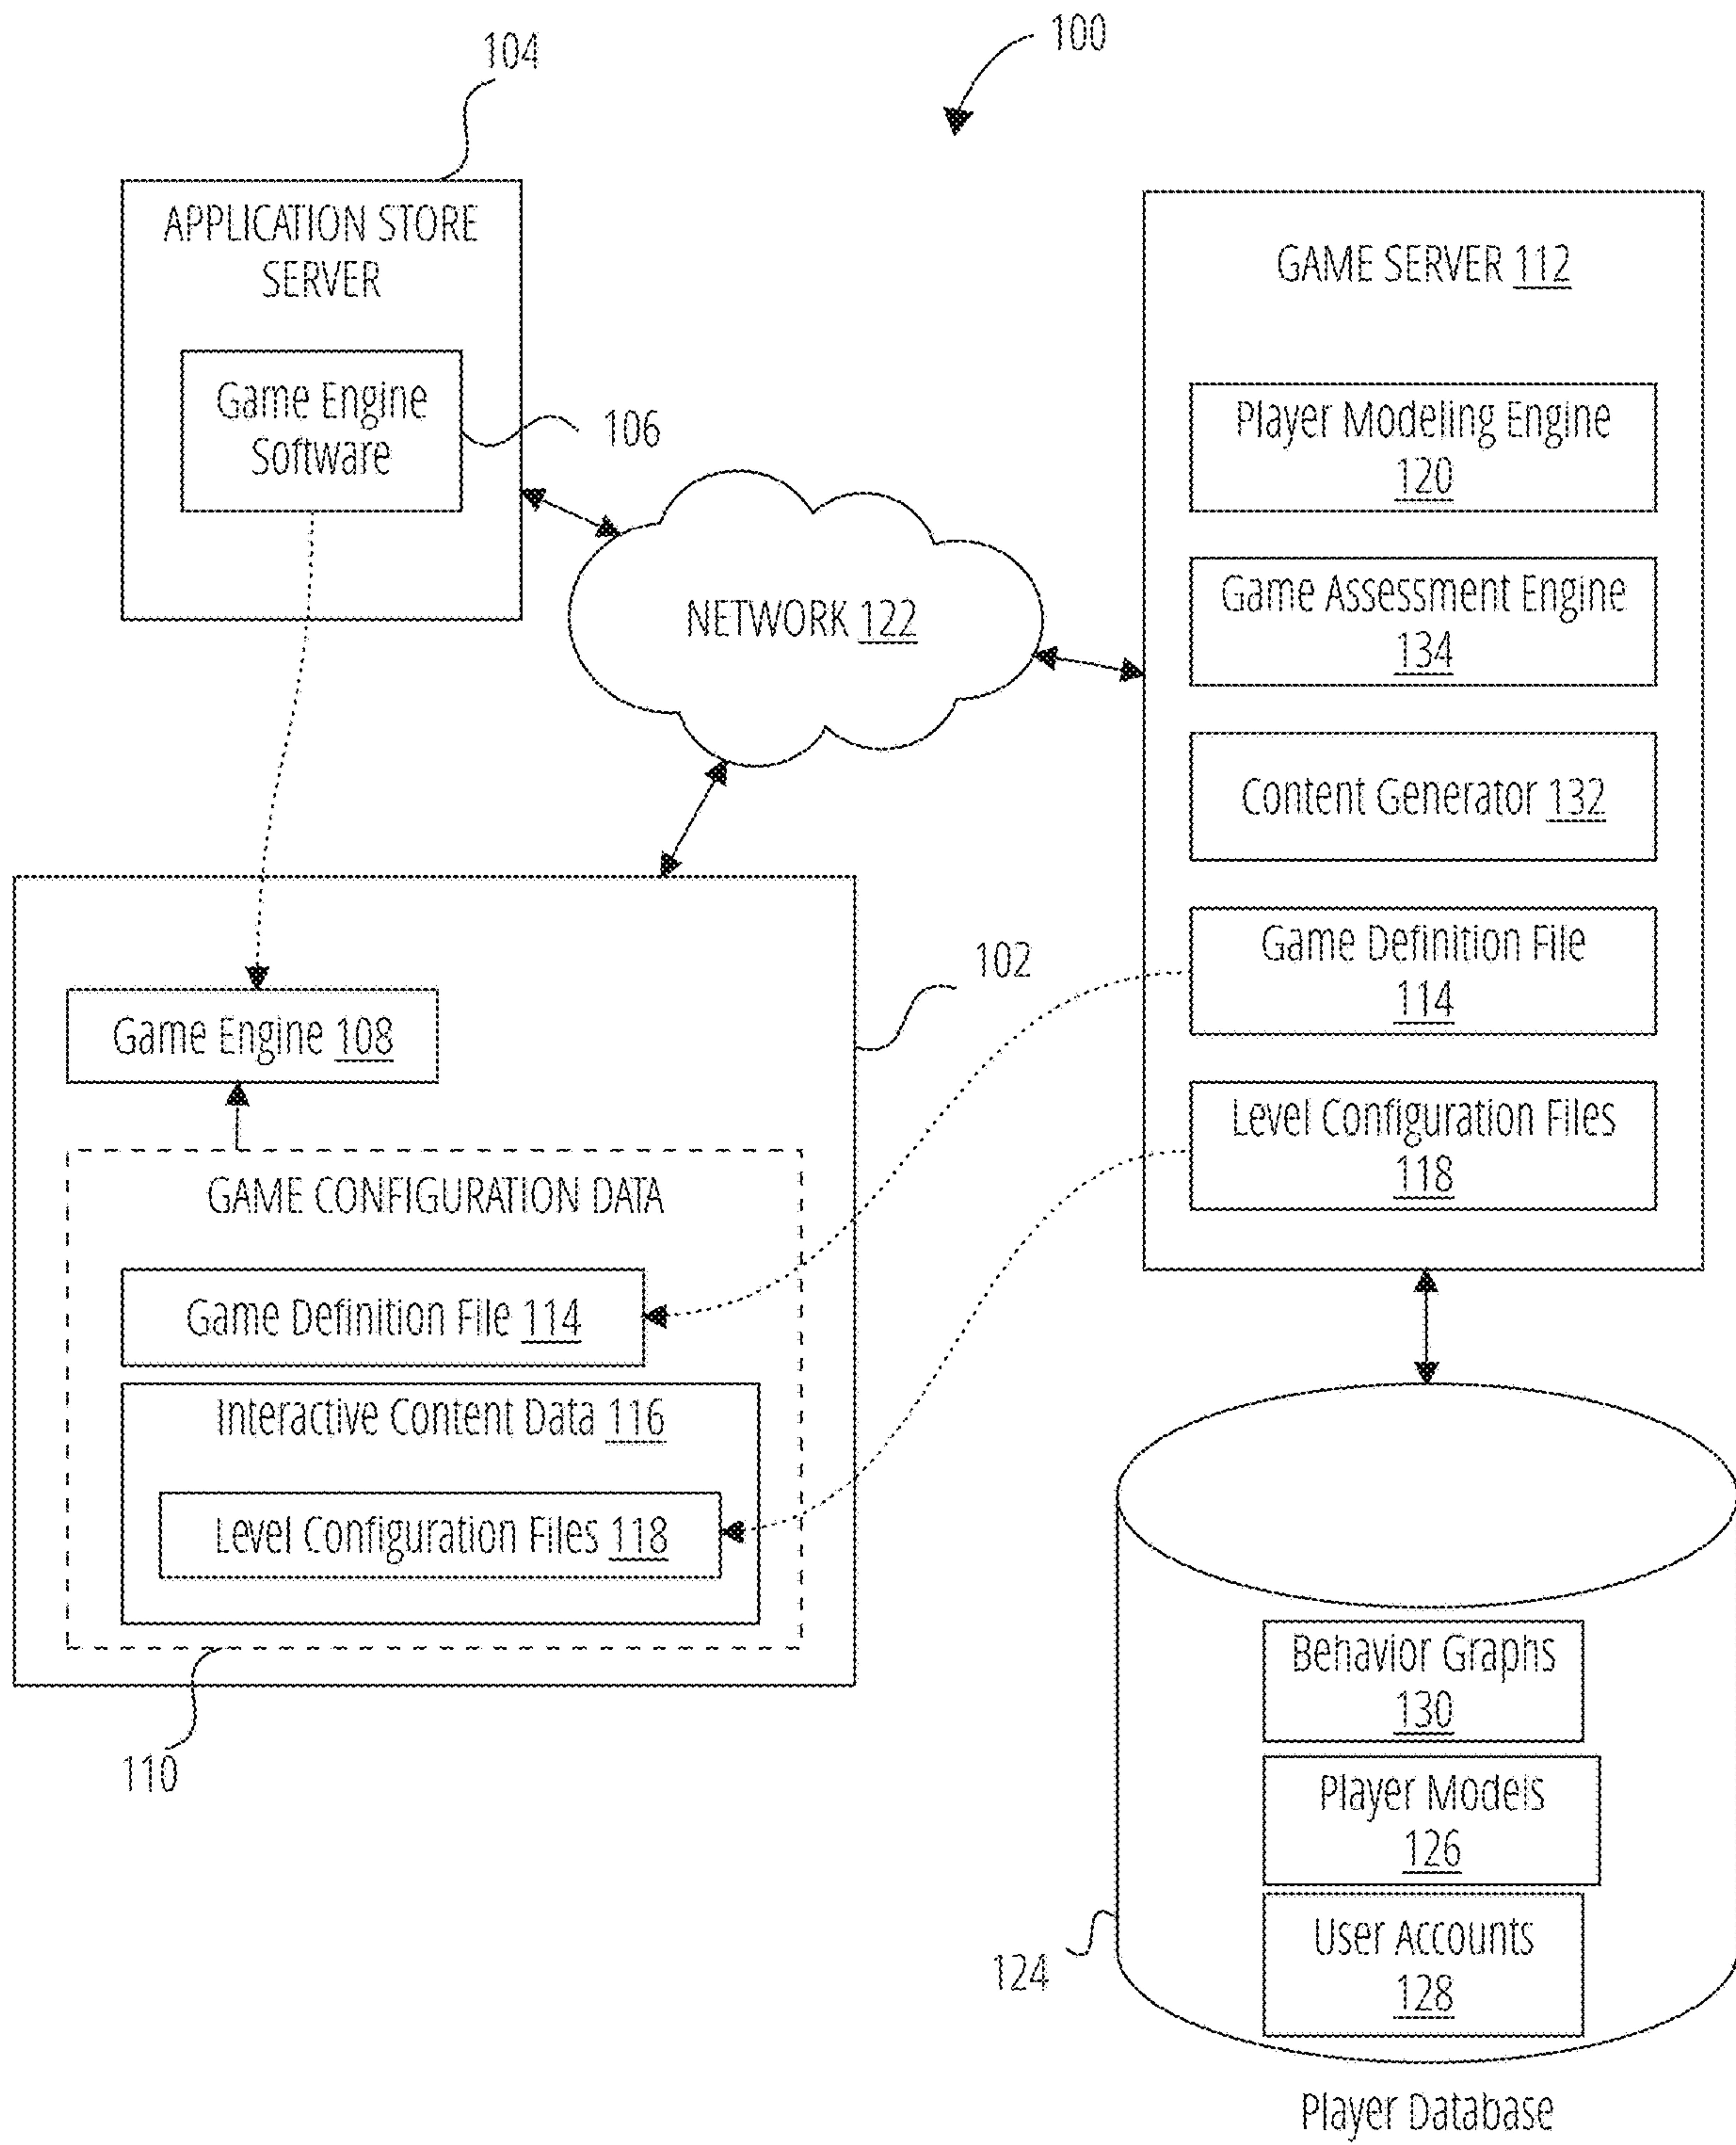 104
100
APPLICATION STORE
SERVER
Game Engine
Software
106
NETWORK 122
GAME SERVER 112
Player Modeling Engine
120
Game Assessment Engine
134
Content Generator 132
Game Definition File
114
Level Configuration Files
118
102
Game Engine 108
GAME CONFIGURATION DATA
Game Definition File 114
Interactive Content Data 116
Level Configuration Files 118
110
Behavior Graphs
130
Player Models
126
User Accounts
128
124
Player Database